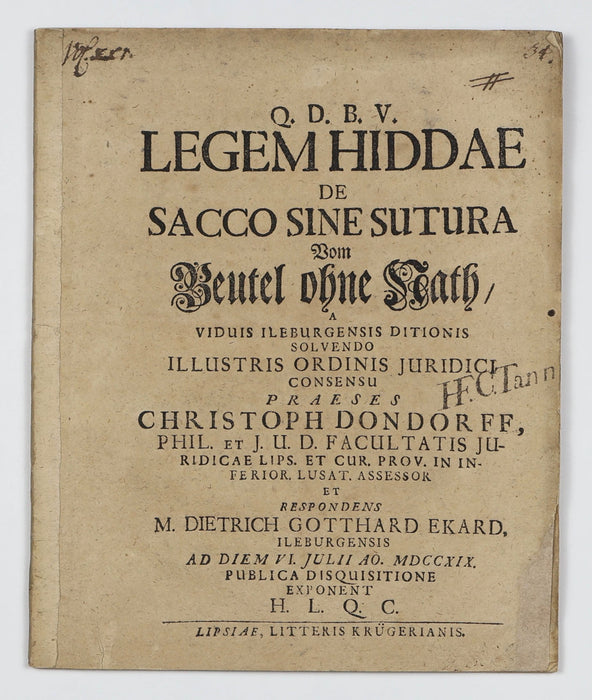 54.
Q. D. B. V.
LEGEM HIDDAE
DE
SACCO SINE SUTURA
Vom
Beutel ohne Nath/
A
VIDUIS ILEBURGENSIS DITIONIS
SOLVENDO
ILLUSTRIS ORDINIS JURIDICI
CONSENSU
PRAESES
H.F.C.Tann
CHRISTOPH DONDORFF,
PHIL. ET J. U. D. FACULTATIS JU-
RIDICAE LIPS. ET CUR. PROV. IN IN-
FERIOR. LUSAT. ASSESSOR
ET
RESPONDENS
M. DIETRICH GOTTHARD EKARD,
ILEBURGENSIS
AD DIEM VI. JULII AO. MDCCXIX.
PUBLICA DISQUISITIONE
EXPONENT
H. L. Q. C.
LIPSIAE, LITTERIS KRÜGERIANIS.